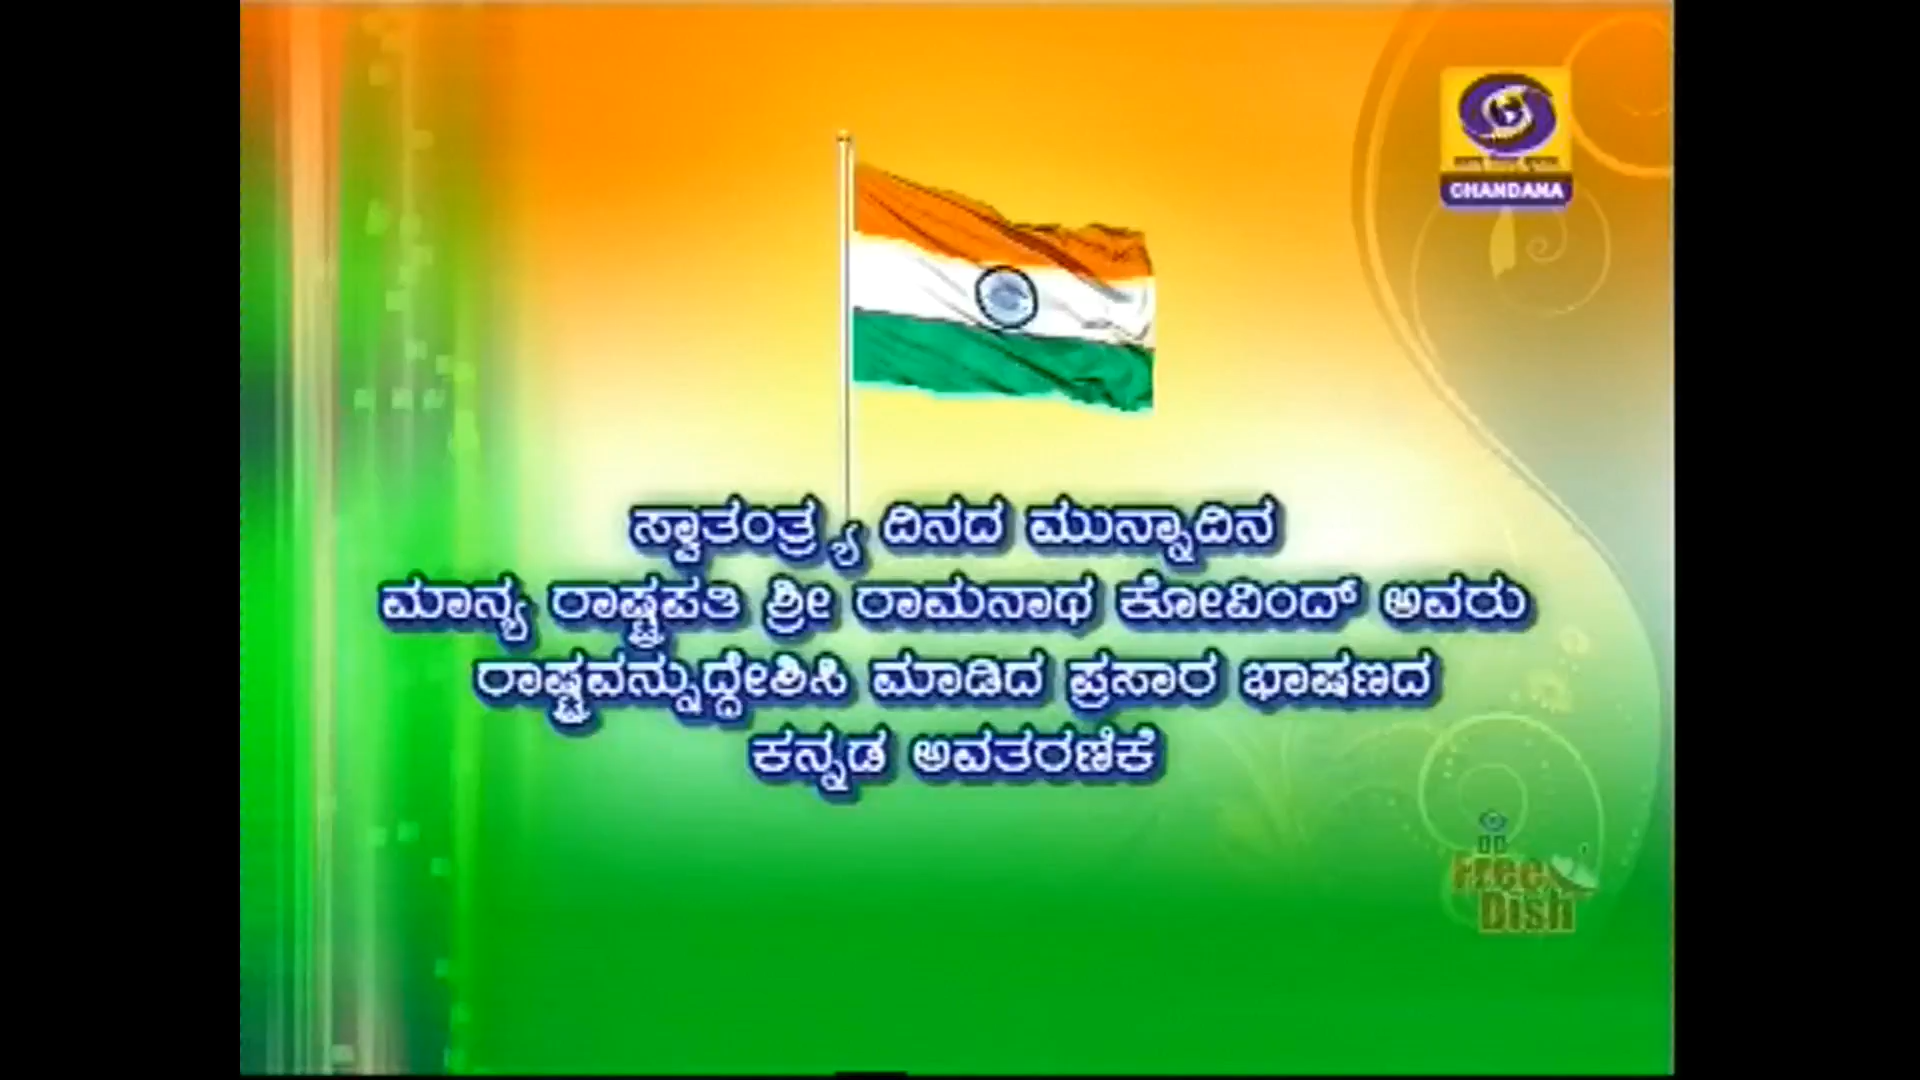 CHANDANA
ಸ್ವಾತಂತ್ರ್ಯ ದಿನದ ಮುನ್ನಾದಿನ
ಮಾನ್ಯ ರಾಷ್ಟ್ರಪತಿ ಶ್ರೀ ರಾಮನಾಥ ಕೋವಿಂದ್ ಅವರು
ರಾಷ್ಟ್ರವನ್ನುದ್ದೇಶಿಸಿ ಮಾಡಿದ ಪ್ರಸಾರ ಭಾಷಣದ
ಕನ್ನಡ ಅವತರಣಿಕೆ
DD
Free
Dish